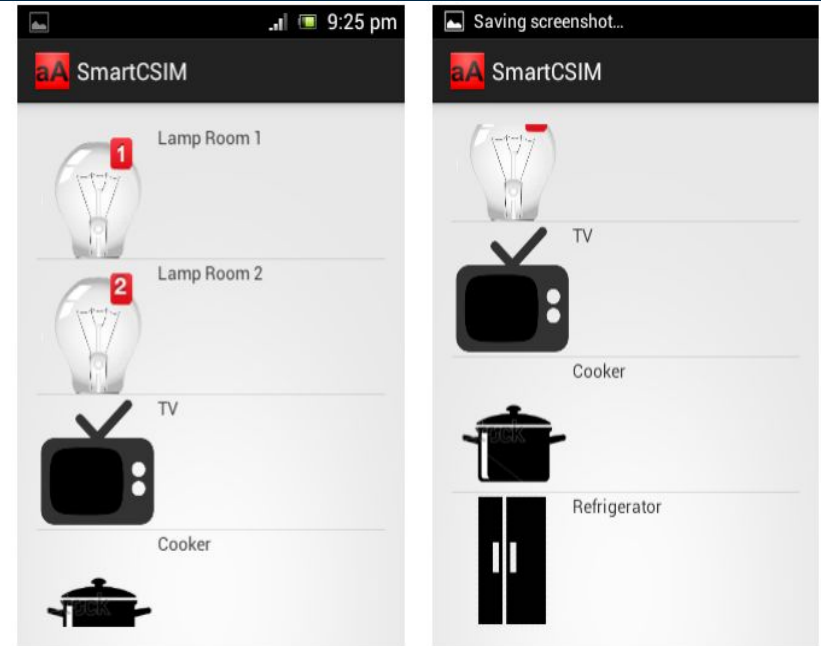 9:25 pm
aA SmartCSIM
1
Lamp Room 1
2
Lamp Room 2
TV
Cooker
Saving screenshot...
aA SmartCSIM
TV
Cooker
Refrigerator